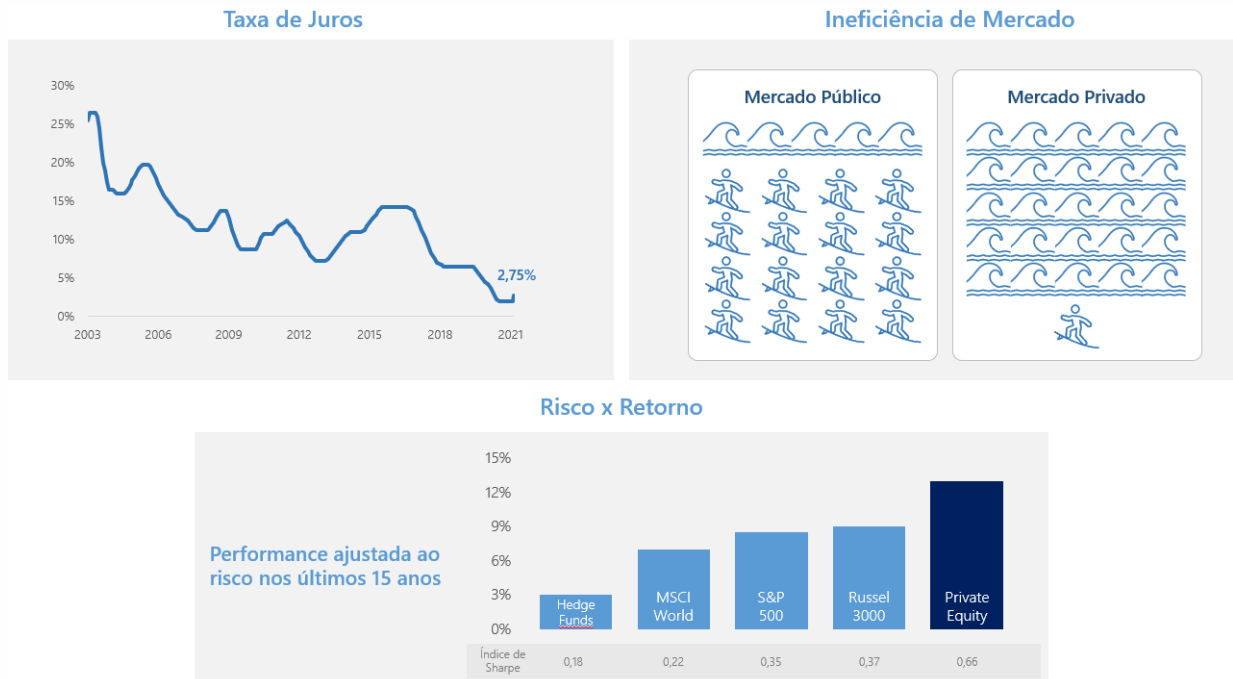 Taxa de Juros
30%
25%
20%
15%
10%
5%
0%
2,75%
2003 2006 2009 2012 2015 2018 2021
Ineficiência de Mercado
Mercado Público
Mercado Privado
Risco x Retorno
Performance ajustada ao
risco nos últimos 15 anos
15%
12%
9%
6%
3%
0%
Hedge
Funds
MSCI
World
S&P
500
Russel
3000
Private
Equity
Índice de
Sharpe
0,18 0,22 0,35 0,37 0,66